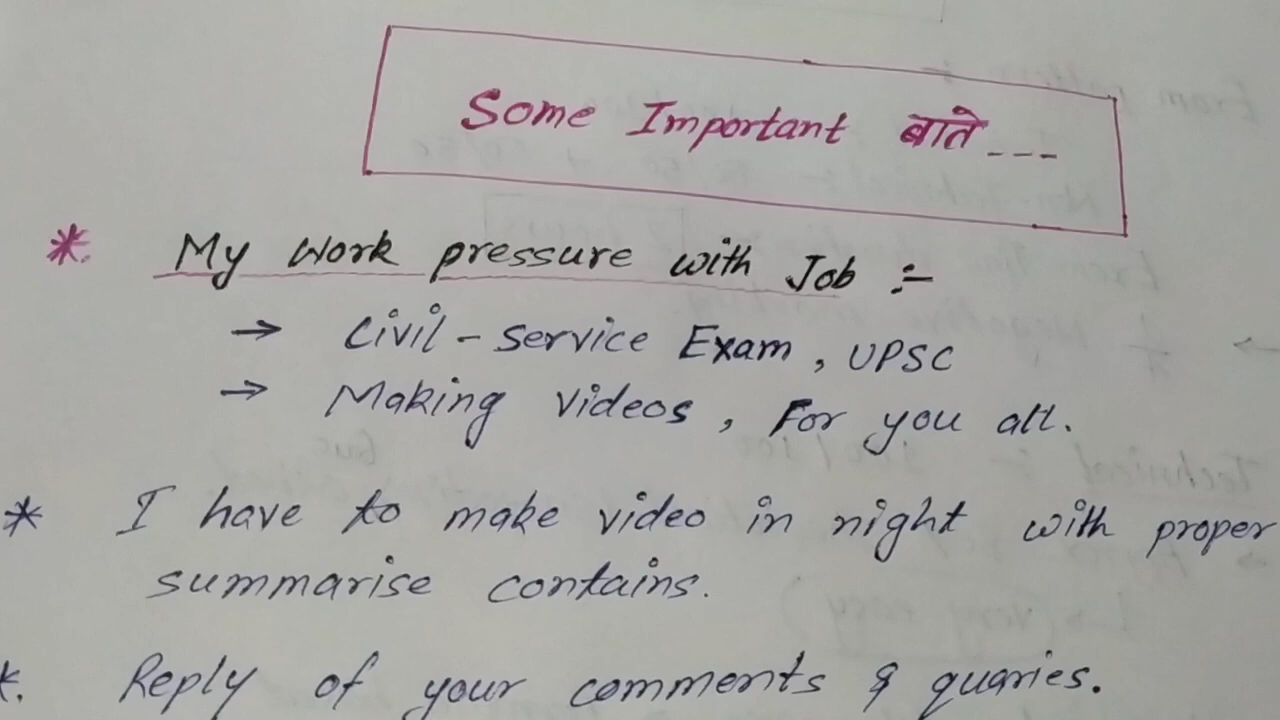 Some Important बाते---
*. My work pressure with Job :-
→ Civil - Service Exam, UPSC
→ Making videos, For you all.
* I have to make video in night with proper
summarise contains.
*. Reply of your comments & quaries.